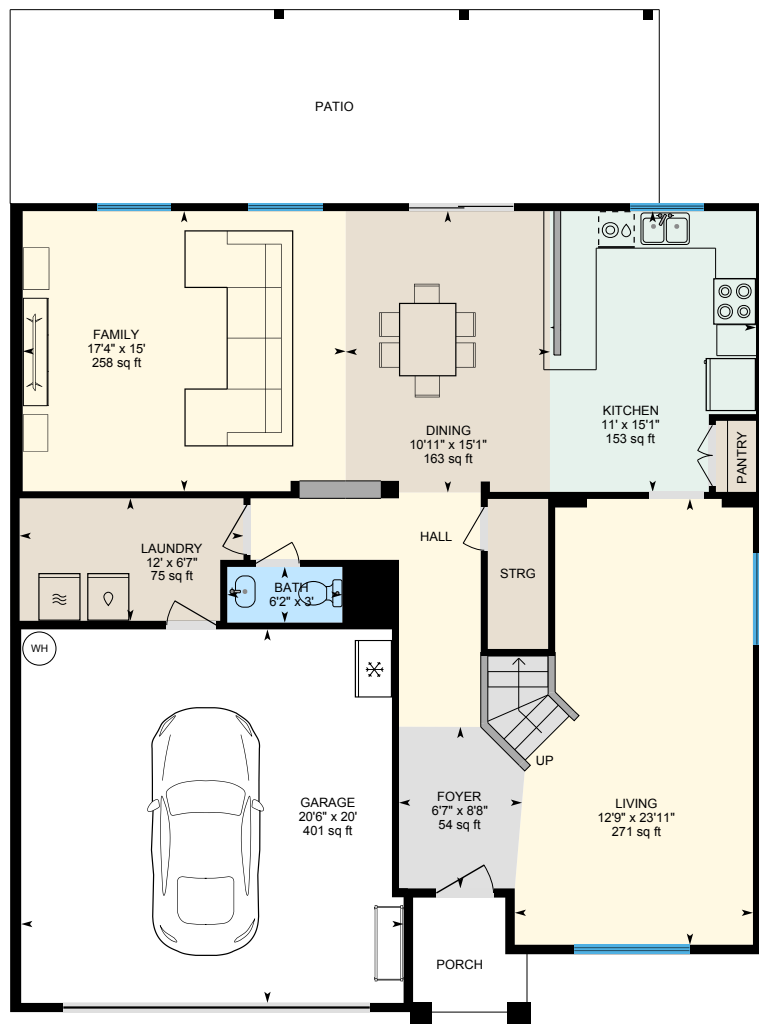 PATIO
FAMILY
17'4" x 15'
258 sq ft
DINING
10'11" x 15'1"
163 sq ft
KITCHEN
11' x 15'1"
153 sq ft
PANTRY
HALL
LAUNDRY
12' x 6'7"
75 sq ft
BATH
6'2" x 3'
STRG
WH
UP
GARAGE
20'6" x 20'
401 sq ft
FOYER
6'7" x 8'8"
54 sq ft
LIVING
12'9" x 23'11"
271 sq ft
PORCH